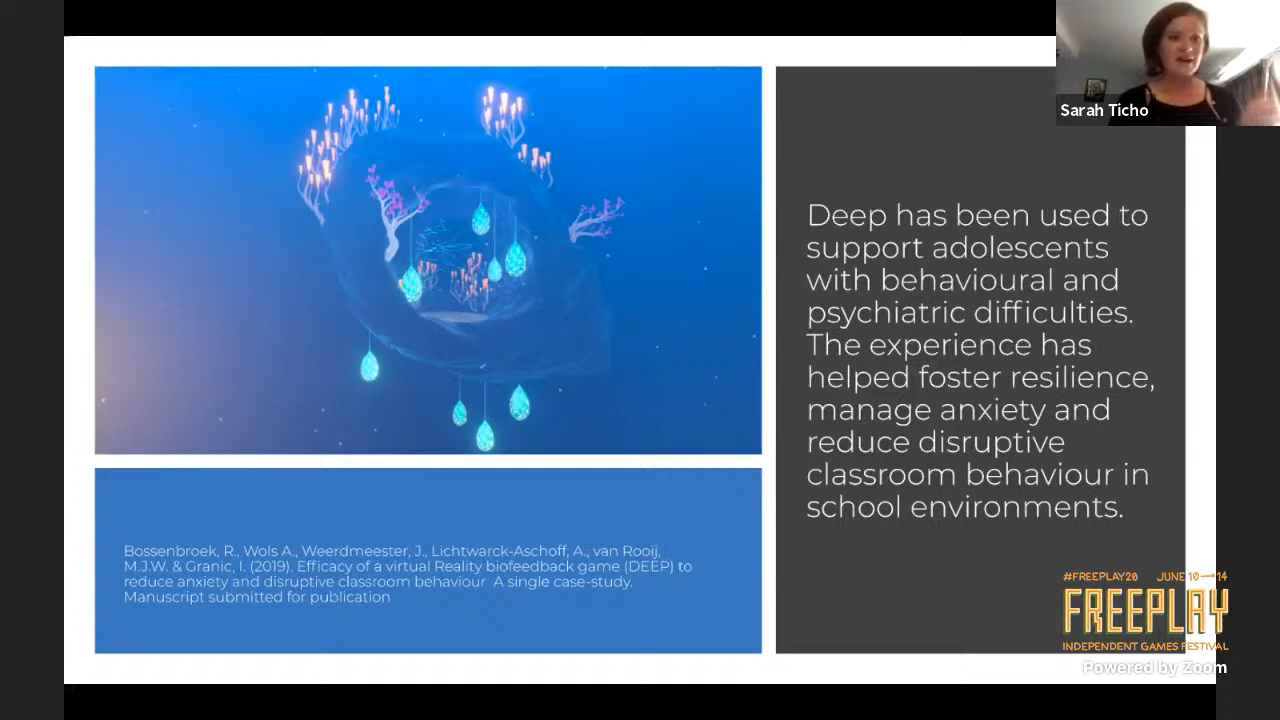 Sarah Ticho
Deep has been used to
support adolescents
with behavioural and
psychiatric difficulties.
The experience has
helped foster resilience,
manage anxiety and
reduce disruptive
classroom behaviour in
school environments.
Bossenbroek, R., Wols A., Weerdmeester, J., Lichtwarck-Aschoff, A., van Rooij,
M.J.W. & Granic, I. (2019). Efficacy of a virtual Reality biofeedback game (DEEP) to
reduce anxiety and disruptive classroom behaviour A single case-study.
Manuscript submitted for publication
#FREEPLAY20 JUNE 10→14
FREEPLAY
INDEPENDENT GAMES FESTIVAL
Powered by Zoom